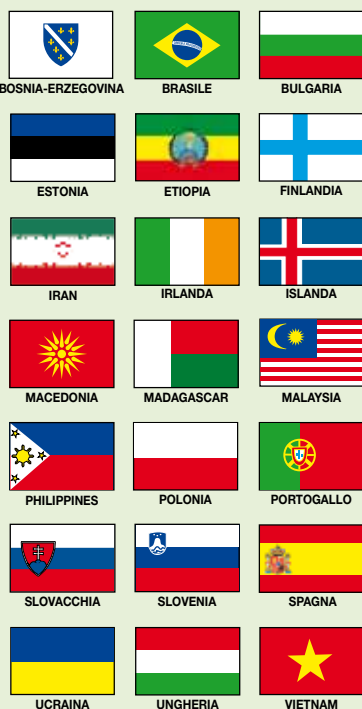 BOSNIA-ERZEGOVINA BRASILE BULGARIA
ESTONIA ETIOPIA FINLANDIA
IRAN IRLANDA ISLANDA
MACEDONIA MADAGASCAR MALAYSIA
PHILIPPINES POLONIA PORTOGALLO
SLOVACCHIA SLOVENIA SPAGNA
UCRAINA UNGHERIA VIETNAM